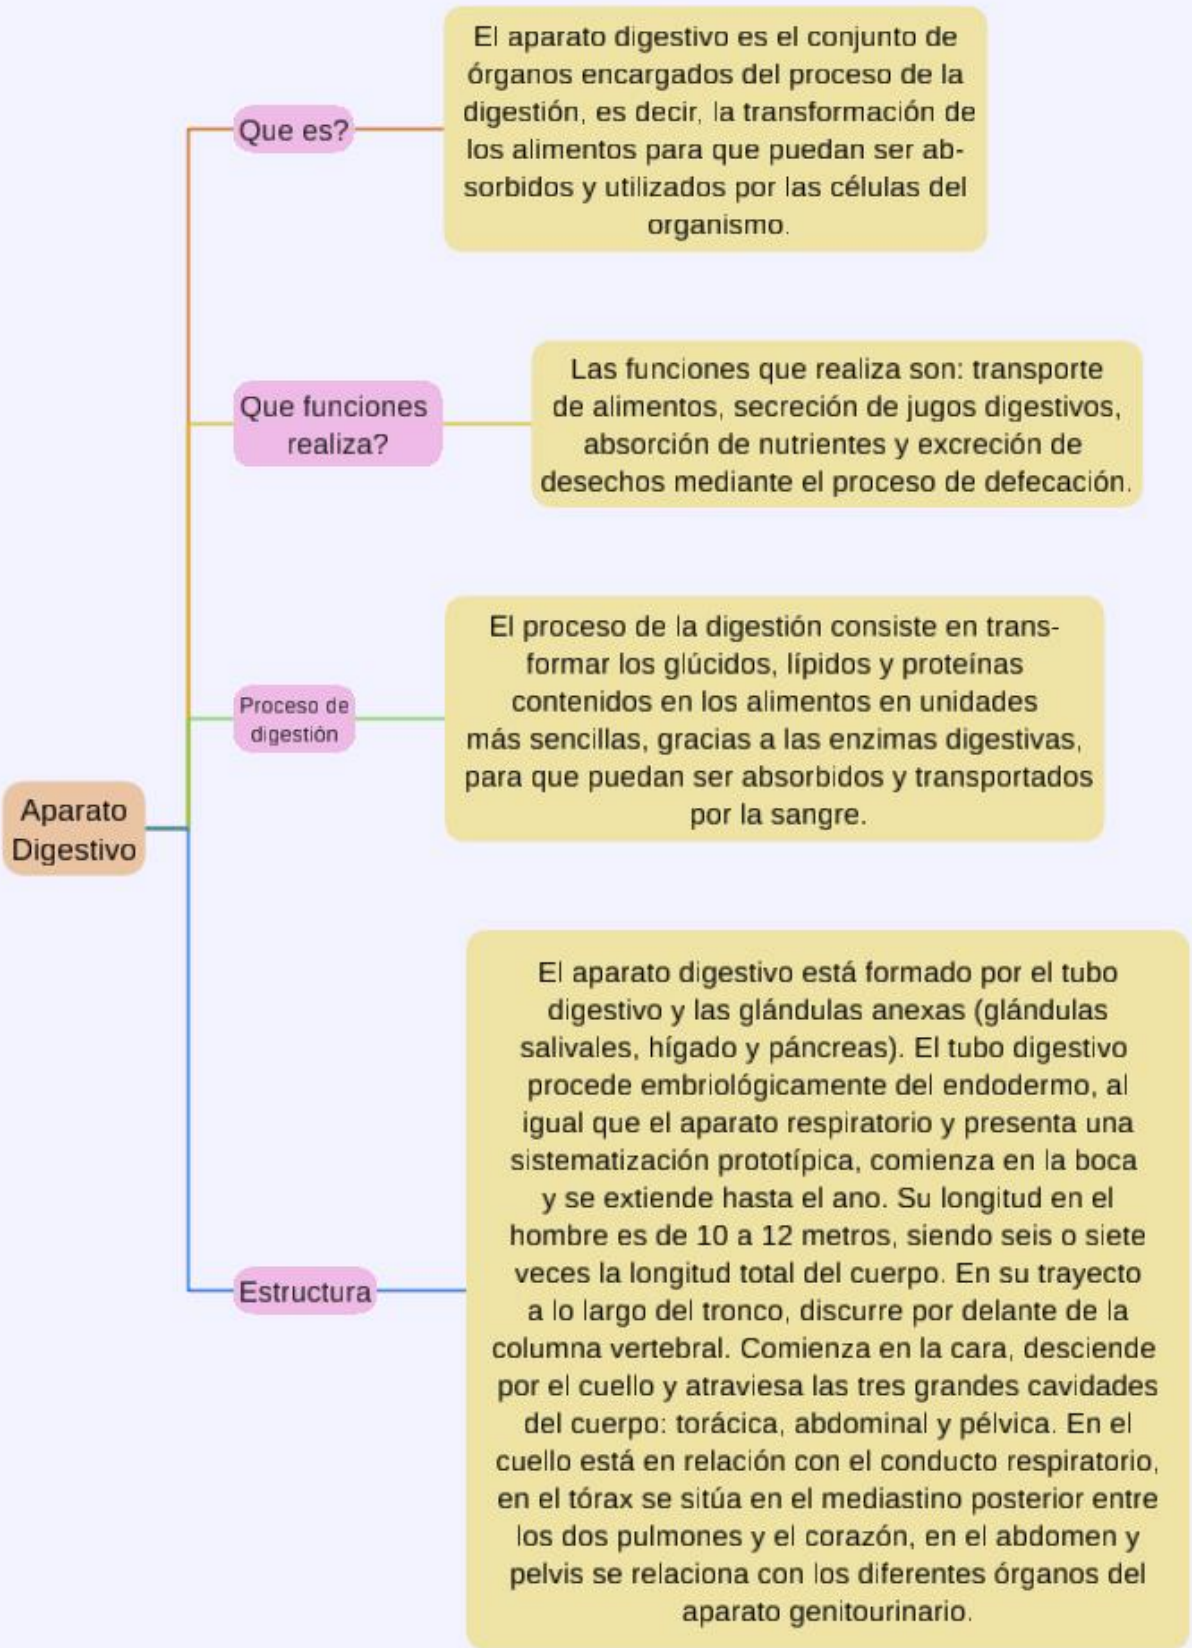 Aparato
Digestivo
Que es?
El aparato digestivo es el conjunto de
órganos encargados del proceso de la
digestión, es decir, la transformación de
los alimentos para que puedan ser ab-
sorbidos y utilizados por las células del
organismo.
Que funciones
realiza?
Las funciones que realiza son: transporte
de alimentos, secreción de jugos digestivos,
absorción de nutrientes y excreción de
desechos mediante el proceso de defecación.
Proceso de
digestión
El proceso de la digestión consiste en trans-
formar los glúcidos, lípidos y proteínas
contenidos en los alimentos en unidades
más sencillas, gracias a las enzimas digestivas,
para que puedan ser absorbidos y transportados
por la sangre.
Estructura
El aparato digestivo está formado por el tubo
digestivo y las glándulas anexas (glándulas
salivales, hígado y páncreas). El tubo digestivo
procede embriológicamente del endodermo, al
igual que el aparato respiratorio y presenta una
sistematización prototípica, comienza en la boca
y se extiende hasta el ano. Su longitud en el
hombre es de 10 a 12 metros, siendo seis o siete
veces la longitud total del cuerpo. En su trayecto
a lo largo del tronco, discurre por delante de la
columna vertebral. Comienza en la cara, desciende
por el cuello y atraviesa las tres grandes cavidades
del cuerpo: torácica, abdominal y pélvica. En el
cuello está en relación con el conducto respiratorio,
en el tórax se sitúa en el mediastino posterior entre
los dos pulmones y el corazón, en el abdomen y
pelvis se relaciona con los diferentes órganos del
aparato genitourinario.